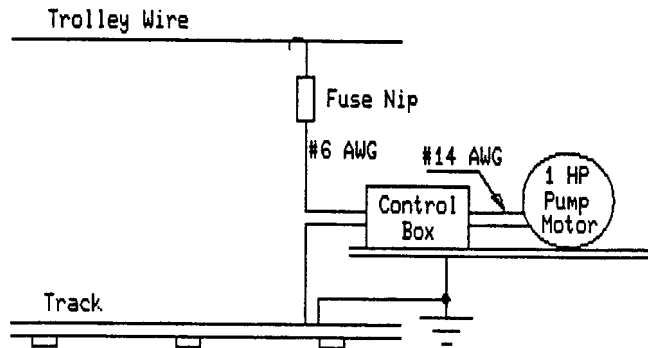 Trolley Wire
Fuse Nip
#6 AWG
#14 AWG
1 HP
Pump
Motor
Control
Box
Track